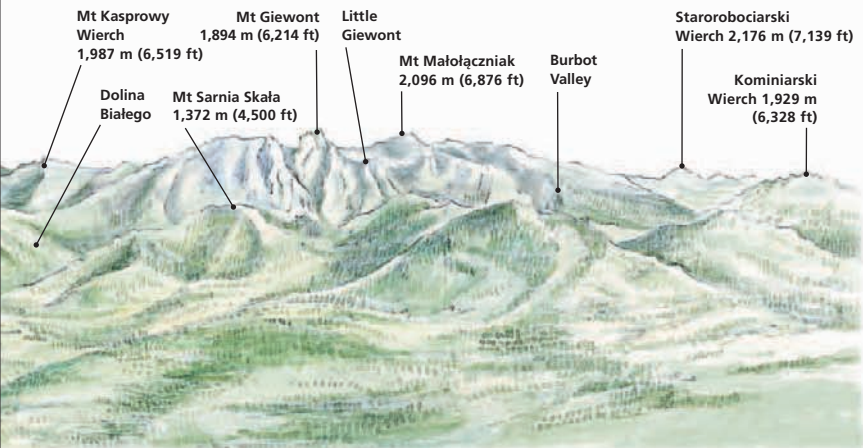 Mt Kasprowy
Wierch
1,987 m (6,519 ft)
Dolina
Białego
Mt Sarnia Skała
1,372 m (4,500 ft)
Mt Giewont
1,894 m (6,214 ft)
Little
Giewont
Mt Małołączniak
2,096 m (6,876 ft)
Burbot
Valley
Starorobociarski
Wierch 2,176 m (7,139 ft)
Kominiarski
Wierch 1,929 m
(6,328 ft)